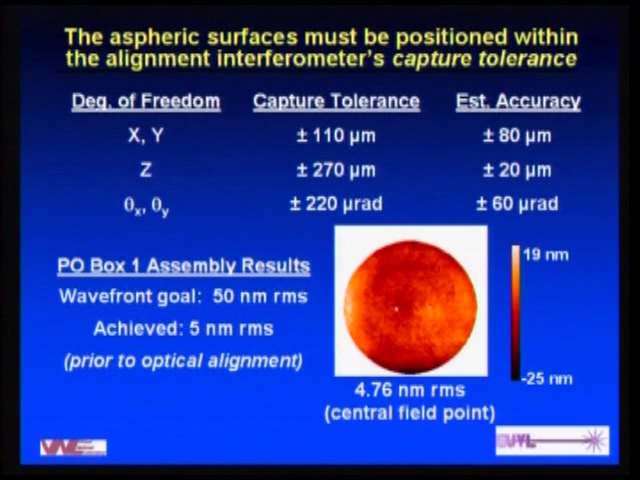 The aspheric surfaces must be positioned within
the alignment interferometer's capture tolerance
Deg. of Freedom Capture Tolerance Est. Accuracy
X, Y ± 110 µm ± 80 µm
Z ± 270 µm ± 20 µm
θx, θy ± 220 µrad ± 60 µrad
PO Box 1 Assembly Results
Wavefront goal: 50 nm rms
Achieved: 5 nm rms
(prior to optical alignment)
19 nm
-25 nm
4.76 nm rms
(central field point)